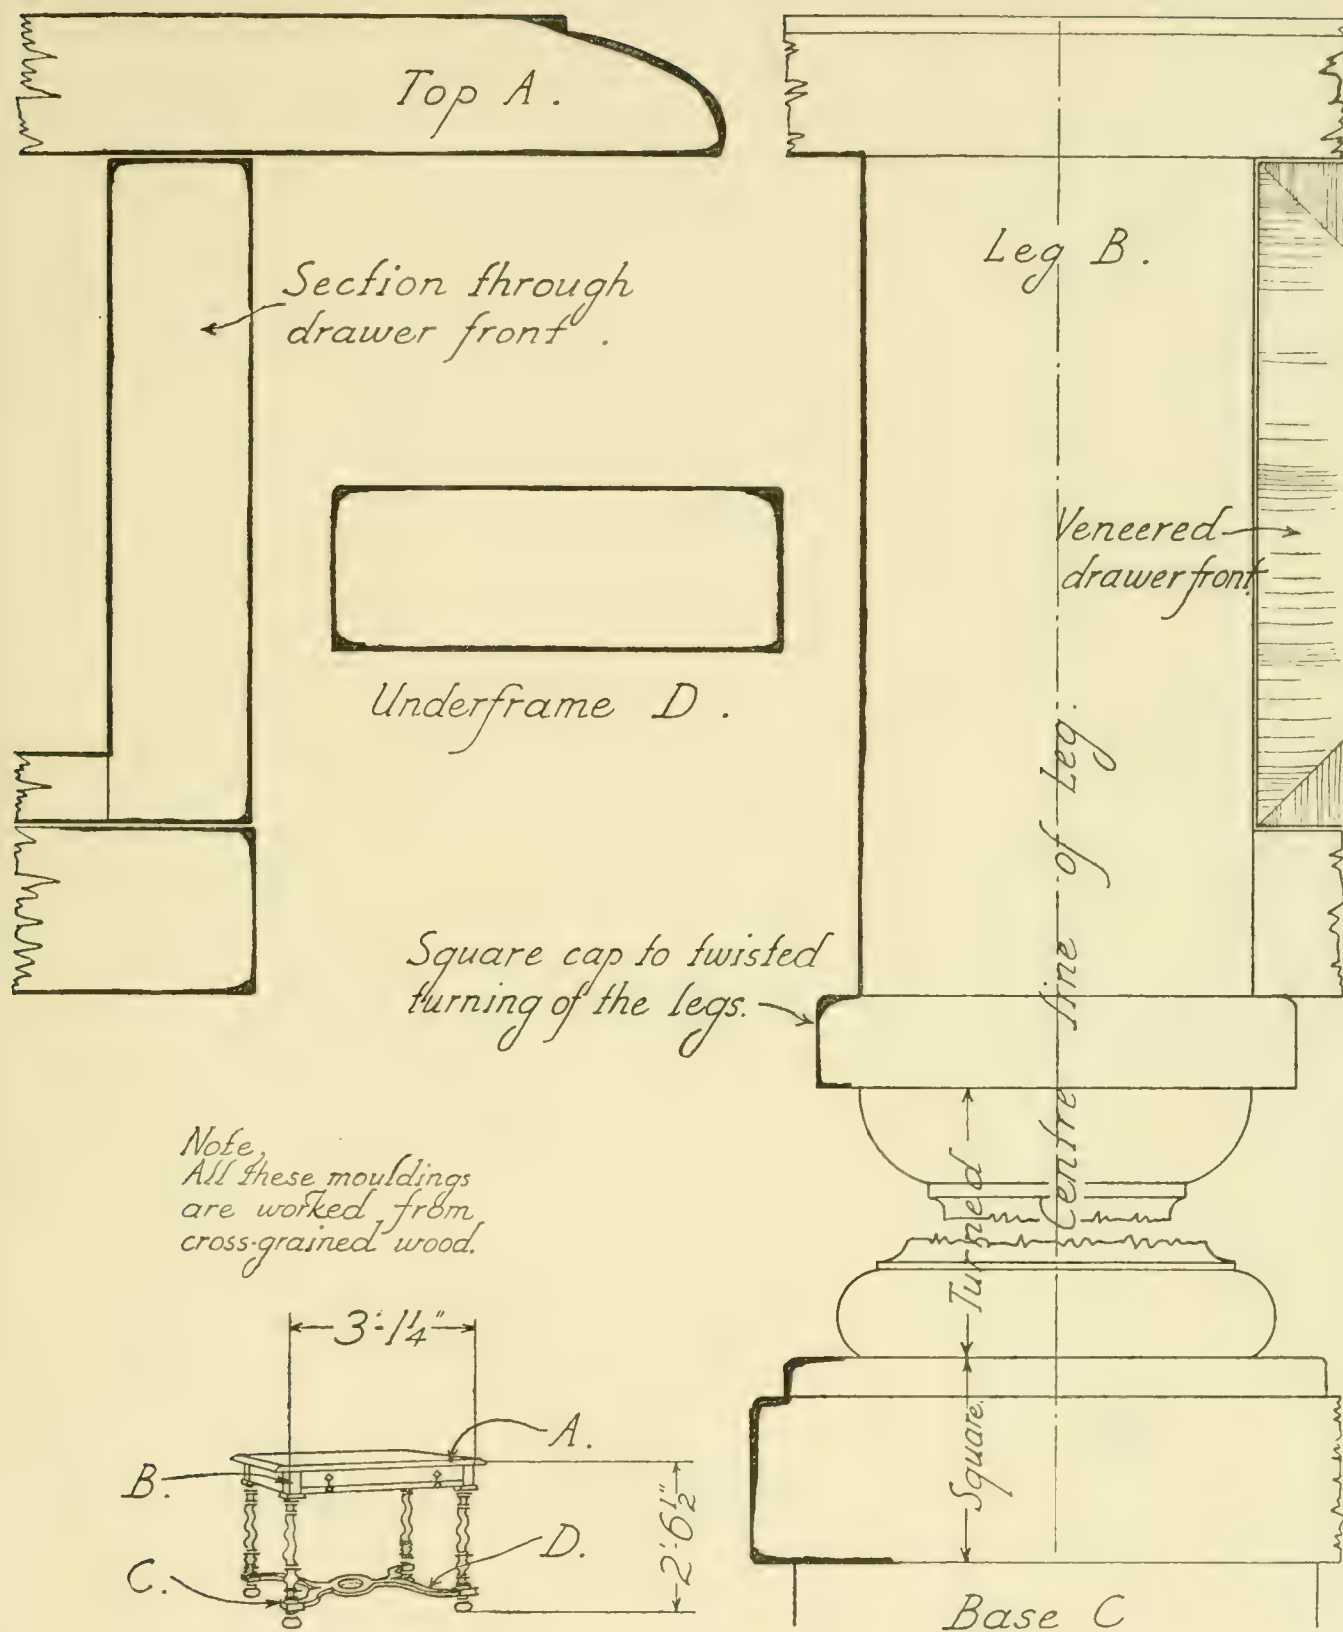 Top A.
Section through
drawer front.
Leg B.
Veneered
drawer front
Underframe D.
Centre line of Leg.
Square cap to twisted
turning of the legs.
Turned
Square.
Note,
All these mouldings
are worked from
cross-grained wood.
3'-1¼"
A.
B.
2'-6½"
D.
C.
Base C